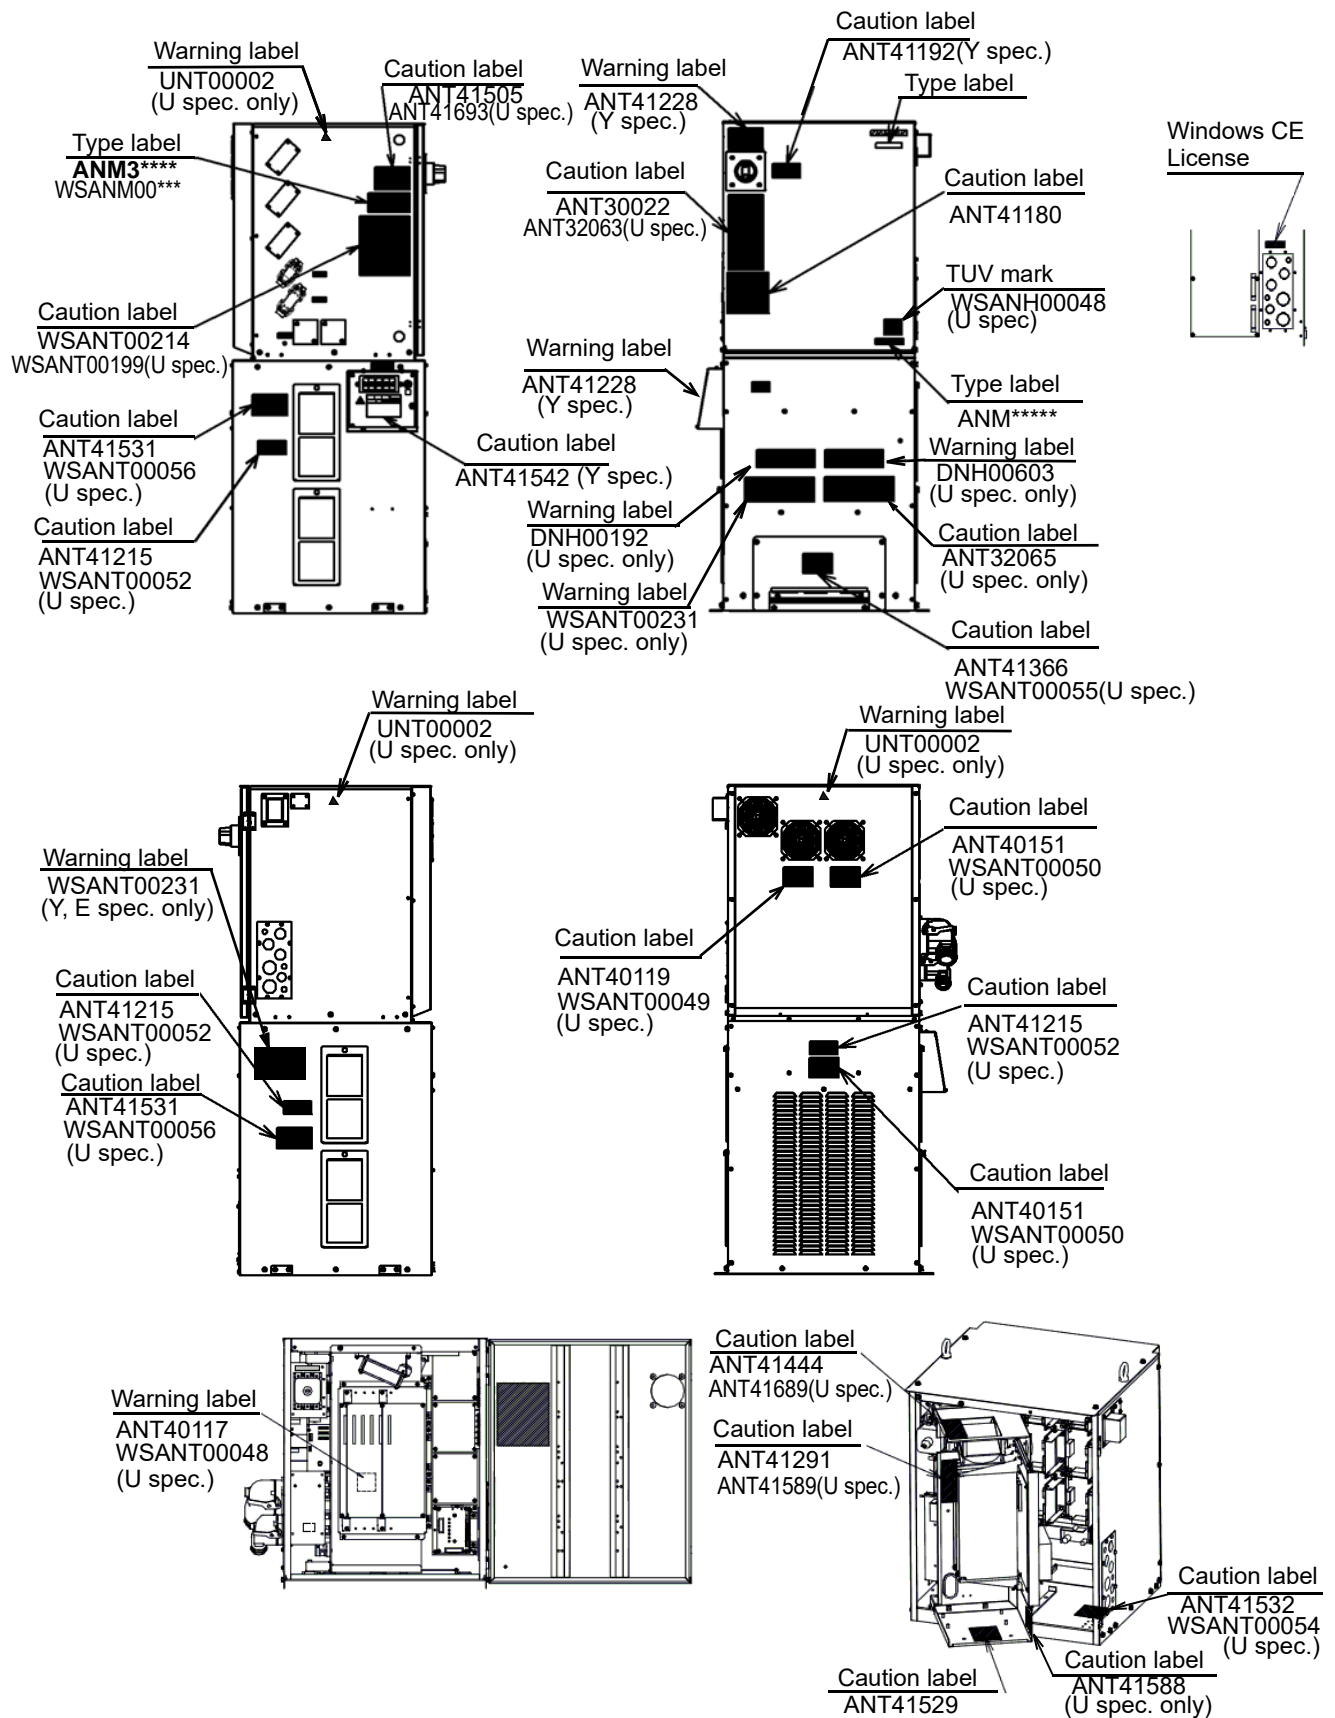 Warning label
UNT00002
(U spec. only)
Caution label
ANT41505
ANT41693(U spec.)
Type label
ANM3****
WSANM00***
Caution label
WSANT00214
WSANT00199(U spec.)
Caution label
ANT41531
WSANT00056
(U spec.)
Caution label
ANT41215
WSANT00052
(U spec.)
Caution label
ANT41542 (Y spec.)
Caution label
ANT41192(Y spec.)
Warning label
ANT41228
(Y spec.)
Type label
Caution label
ANT30022
ANT32063(U spec.)
Caution label
ANT41180
TUV mark
WSANH00048
(U spec)
Warning label
ANT41228
(Y spec.)
Type label
ANM*****
Warning label
DNH00603
(U spec. only)
Warning label
DNH00192
(U spec. only)
Caution label
ANT32065
(U spec. only)
Warning label
WSANT00231
(U spec. only)
Caution label
ANT41366
WSANT00055(U spec.)
Windows CE
License
Warning label
UNT00002
(U spec. only)
Warning label
WSANT00231
(Y, E spec. only)
Caution label
ANT41215
WSANT00052
(U spec.)
Caution label
ANT41531
WSANT00056
(U spec.)
Warning label
UNT00002
(U spec. only)
Caution label
ANT40151
WSANT00050
(U spec.)
Caution label
ANT40119
WSANT00049
(U spec.)
Caution label
ANT41215
WSANT00052
(U spec.)
Caution label
ANT40151
WSANT00050
(U spec.)
Warning label
ANT40117
WSANT00048
(U spec.)
Caution label
ANT41444
ANT41689(U spec.)
Caution label
ANT41291
ANT41589(U spec.)
Caution label
ANT41532
WSANT00054
(U spec.)
Caution label
ANT41588
(U spec. only)
Caution label
ANT41529